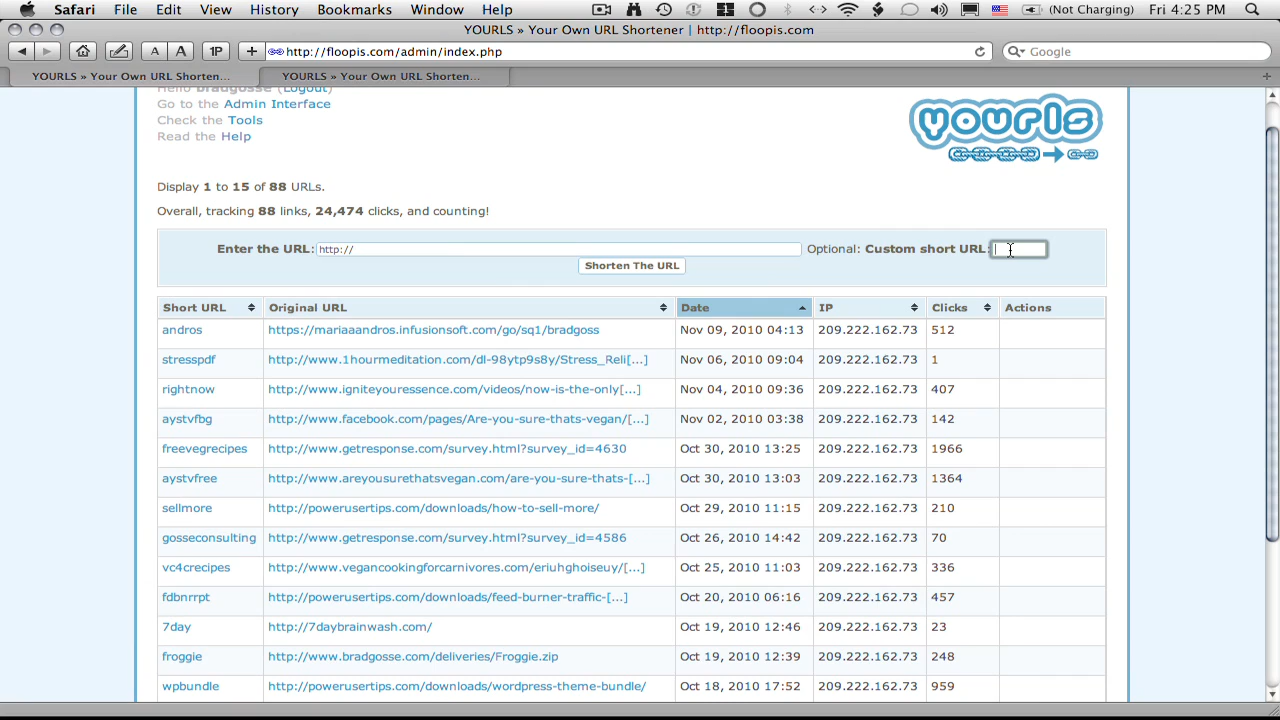 Safari File Edit View History Bookmarks Window Help (Not Charging) Fri 4:25 PM
YOURLS » Your Own URL Shortener | http://floopis.com
A A 1P + http://floopis.com/admin/index.php Google
YOURLS » Your Own URL Shorten... YOURLS » Your Own URL Shorten...
Hello bradgosse (Logout)
Go to the Admin Interface
Check the Tools
Read the Help
yourls
Display 1 to 15 of 88 URLs.
Overall, tracking 88 links, 24,474 clicks, and counting!
Enter the URL: http:// Optional: Custom short URL:
Shorten The URL
Short URL Original URL Date IP Clicks Actions
andros https://mariaaandros.infusionsoft.com/go/sq1/bradgoss Nov 09, 2010 04:13 209.222.162.73 512
stresspdf http://www.1hourmeditation.com/dl-98ytp9s8y/Stress_Reli[...] Nov 06, 2010 09:04 209.222.162.73 1
rightnow http://www.igniteyouressence.com/videos/now-is-the-only[...] Nov 04, 2010 09:36 209.222.162.73 407
aystvfbg http://www.facebook.com/pages/Are-you-sure-thats-vegan/[...] Nov 02, 2010 03:38 209.222.162.73 142
freevegrecipes http://www.getresponse.com/survey.html?survey_id=4630 Oct 30, 2010 13:25 209.222.162.73 1966
aystvfree http://www.areyousurethatsvegan.com/are-you-sure-thats-[...] Oct 30, 2010 13:03 209.222.162.73 1364
sellmore http://powerusertips.com/downloads/how-to-sell-more/ Oct 29, 2010 11:15 209.222.162.73 210
gosseconsulting http://www.getresponse.com/survey.html?survey_id=4586 Oct 26, 2010 14:42 209.222.162.73 70
vc4crecipes http://www.vegancookingforcarnivores.com/eriuhghoiseuy/[...] Oct 25, 2010 11:03 209.222.162.73 336
fdbnrrpt http://powerusertips.com/downloads/feed-burner-traffic-[...] Oct 20, 2010 06:16 209.222.162.73 457
7day http://7daybrainwash.com/ Oct 19, 2010 12:46 209.222.162.73 23
froggie http://www.bradgosse.com/deliveries/Froggie.zip Oct 19, 2010 12:39 209.222.162.73 248
wpbundle http://powerusertips.com/downloads/wordpress-theme-bundle/ Oct 18, 2010 17:52 209.222.162.73 959